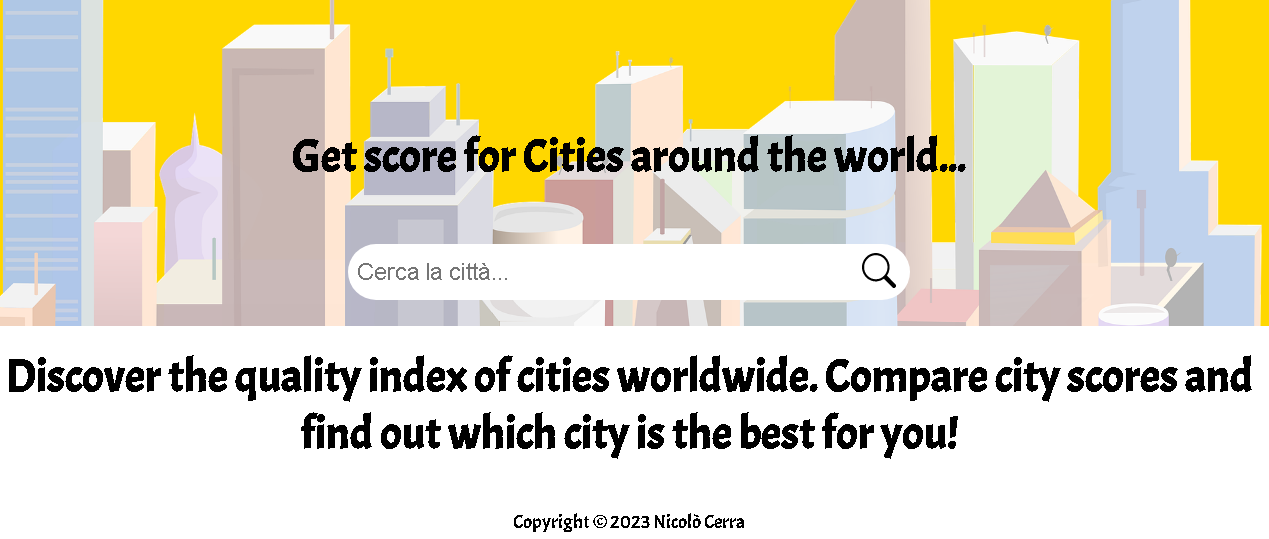 Get score for Cities around the world...
Cerca la città...
Discover the quality index of cities worldwide. Compare city scores and
find out which city is the best for you!
Copyright © 2023 Nicolò Cerra